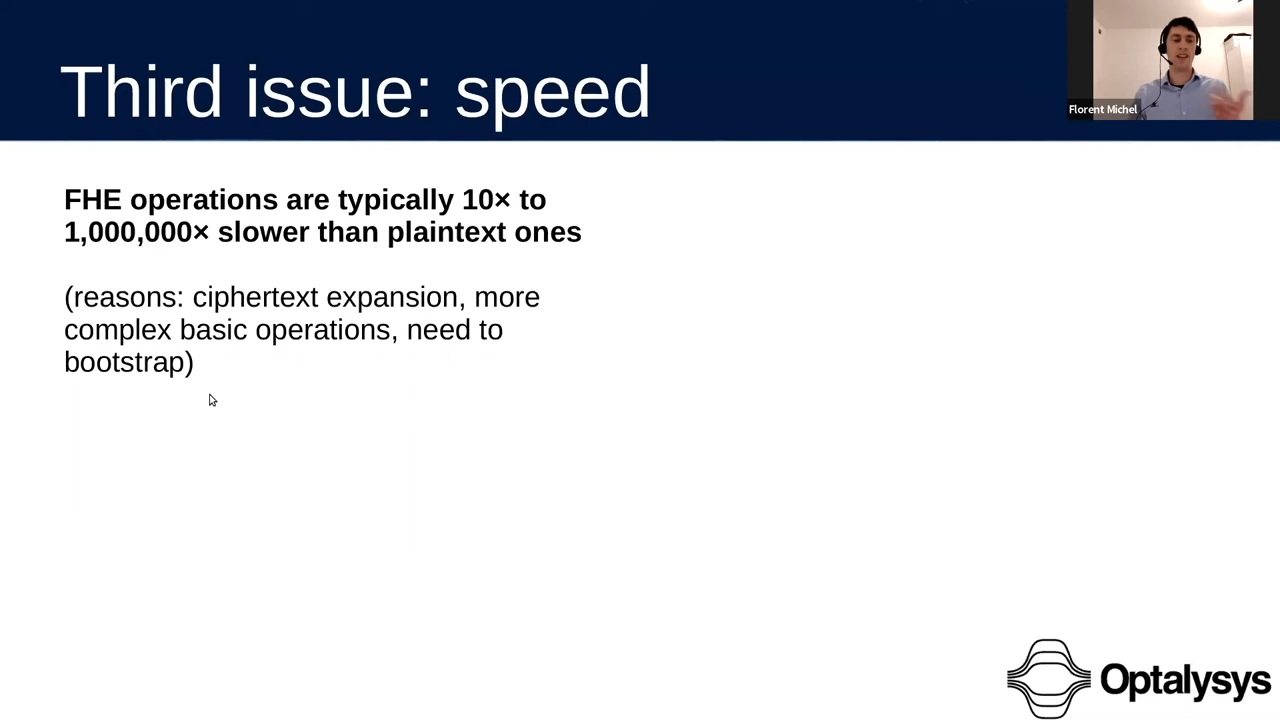 Third issue: speed
Florent Michel
FHE operations are typically 10× to
1,000,000× slower than plaintext ones
(reasons: ciphertext expansion, more
complex basic operations, need to
bootstrap)
Optalysys